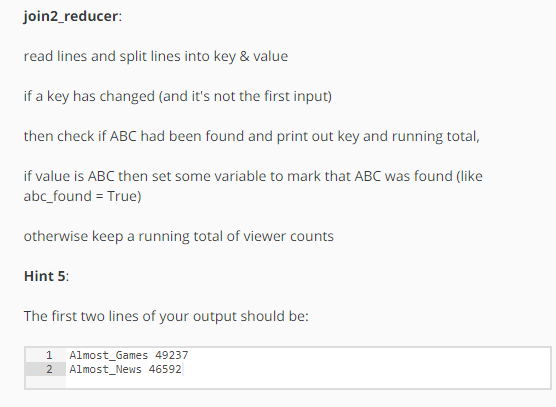 join2_reducer:
read lines and split lines into key & value
if a key has changed (and it's not the first input)
then check if ABC had been found and print out key and running total,
if value is ABC then set some variable to mark that ABC was found (like
abc_found = True)
otherwise keep a running total of viewer counts
Hint 5:
The first two lines of your output should be:
1 Almost_Games 49237
2 Almost_News 46592